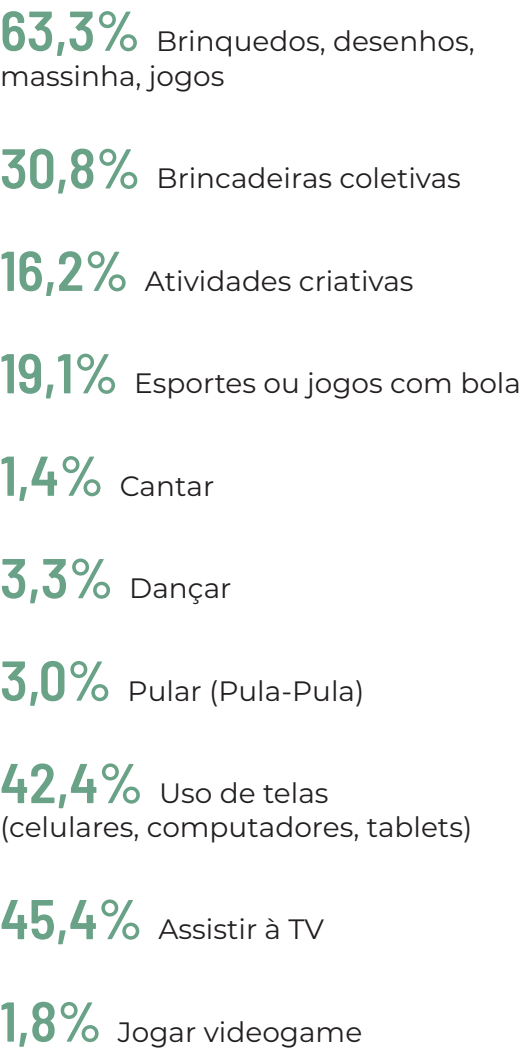 63,3% Brinquedos, desenhos,
massinha, jogos
30,8% Brincadeiras coletivas
16,2% Atividades criativas
19,1% Esportes ou jogos com bola
1,4% Cantar
3,3% Dançar
3,0% Pular (Pula-Pula)
42,4% Uso de telas
(celulares, computadores, tablets)
45,4% Assistir à TV
1,8% Jogar videogame